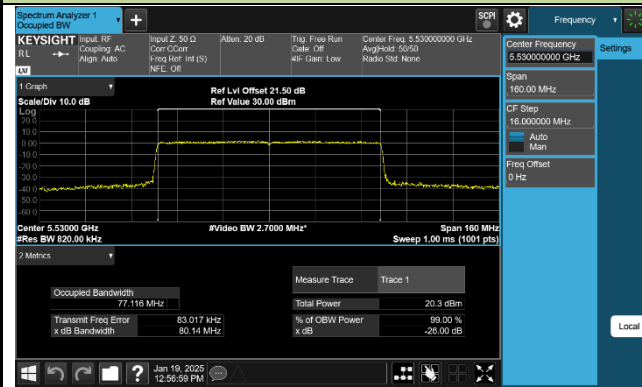 Spectrum Analyzer 1
Occupied BW
SCPI
Frequency
KEYSIGHT
RL
Input: RF
Coupling: AC
Align: Auto
Input Z: 50 Ω
Corr CCorr
Freq Ref: Int (S)
NFE: Off
Atten: 20 dB
Trig: Free Run
Gate: Off
#IF Gain: Low
Center Freq: 5.530000000 GHz
Avg|Hold: 50/50
Radio Std: None
LXI
Center Frequency
5.530000000 GHz
Settings
Span
160.00 MHz
CF Step
16.000000 MHz
Auto
Man
Freq Offset
0 Hz
Local
1 Graph
Scale/Div 10.0 dB
Ref Lvl Offset 21.50 dB
Ref Value 30.00 dBm
Log
20.0
10.0
0.00
-10.0
-20.0
-30.0
-40.0
-50.0
-60.0
Center 5.53000 GHz
#Res BW 820.00 kHz
#Video BW 2.7000 MHz*
Span 160 MHz
Sweep 1.00 ms (1001 pts)
2 Metrics
Measure Trace Trace 1
Occupied Bandwidth
77.116 MHz
Total Power 20.3 dBm
Transmit Freq Error 83.017 kHz
% of OBW Power 99.00 %
x dB Bandwidth 80.14 MHz
x dB -26.00 dB
Jan 19, 2025
12:56:59 PM